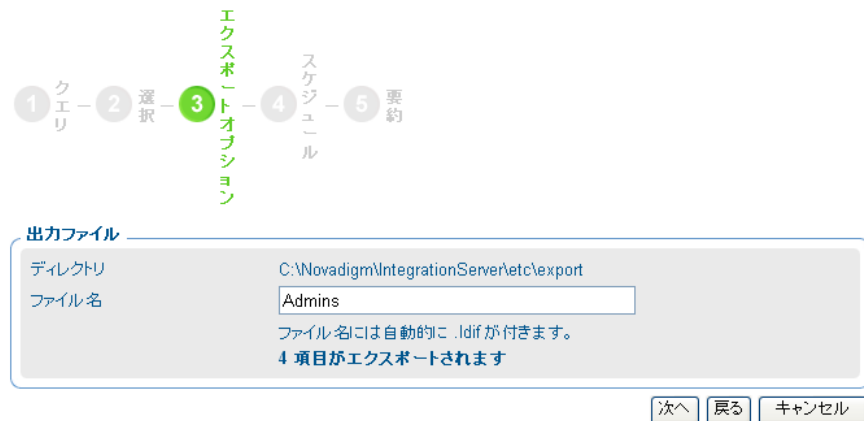 1 クエリ – 2 選択 – 3 エクスポートオプション – 4 スケジュール – 5 要約
出力ファイル
ディレクトリ C:\Novadigm\IntegrationServer\etc\export
ファイル名 Admins
ファイル名には自動的に .ldif が付きます。
4 項目がエクスポートされます
次へ 戻る キャンセル